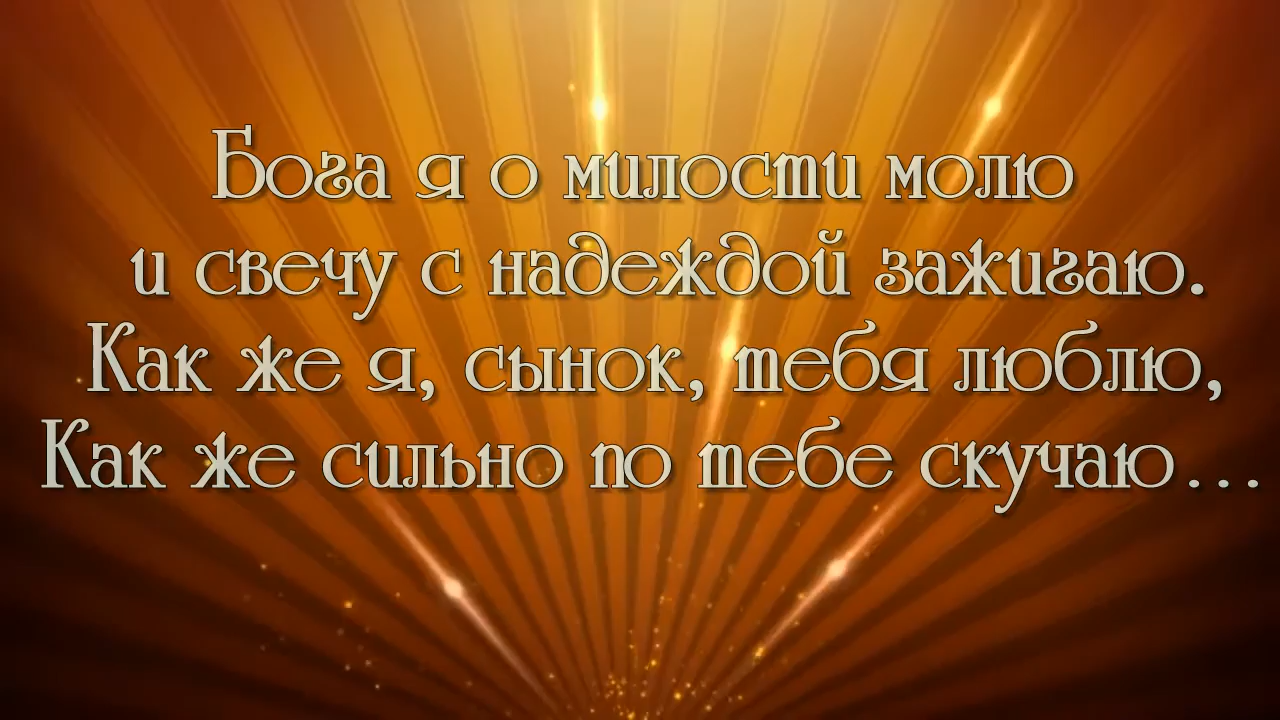 Бога я о милости молю
и свечу с надеждой зажигаю.
Как же я, сынок, тебя люблю,
Как же сильно по тебе скучаю...